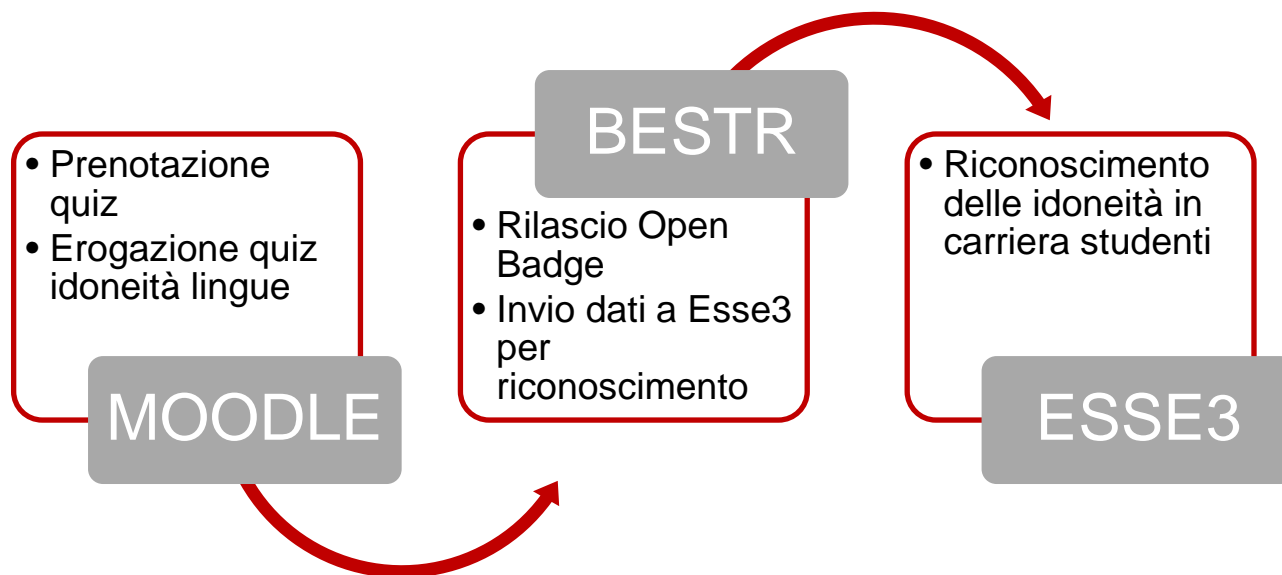 • Prenotazione
quiz
• Erogazione quiz
idoneità lingue
MOODLE
BESTR
• Rilascio Open
Badge
• Invio dati a Esse3
per
riconoscimento
• Riconoscimento
delle idoneità in
carriera studenti
ESSE3